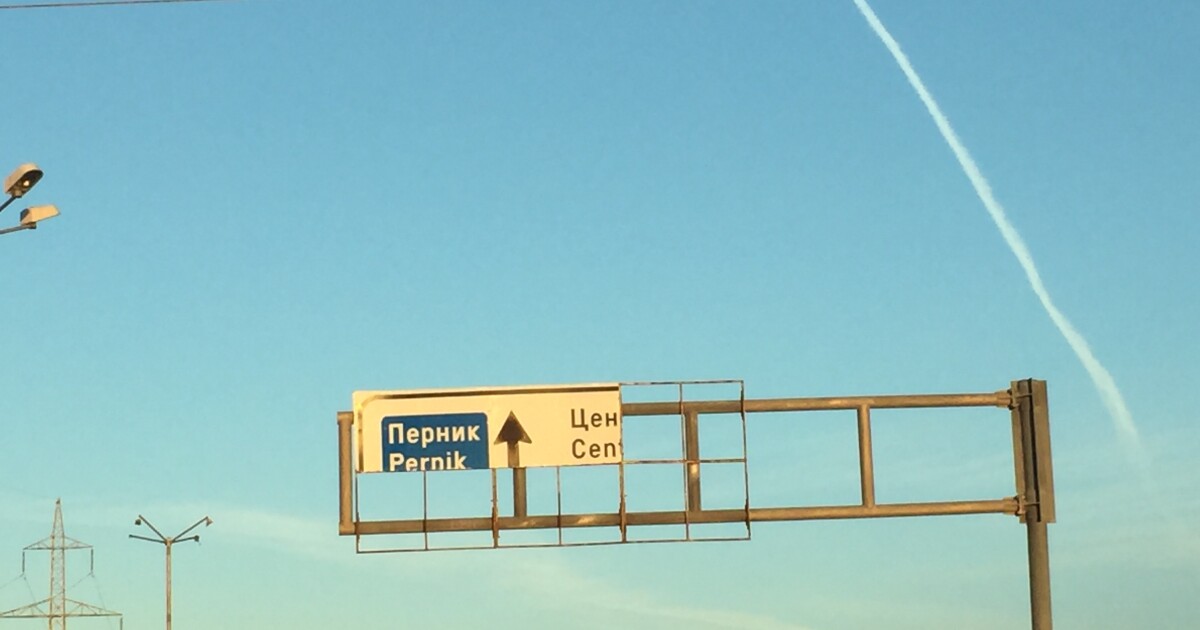 Перник
Pernik
Цен
Cent